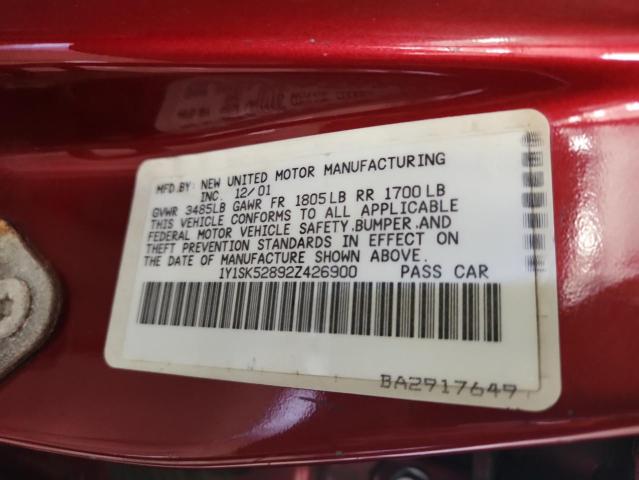 MFD.BY: NEW UNITED MOTOR MANUFACTURING
INC. 12/01
GVWR 3485LB GAWR FR 1805LB RR 1700LB
THIS VEHICLE CONFORMS TO ALL APPLICABLE
FEDERAL MOTOR VEHICLE SAFETY,BUMPER,AND
THEFT PREVENTION STANDARDS IN EFFECT ON
THE DATE OF MANUFACTURE SHOWN ABOVE.
1Y1SK52892Z426900 PASS CAR
BA2917649